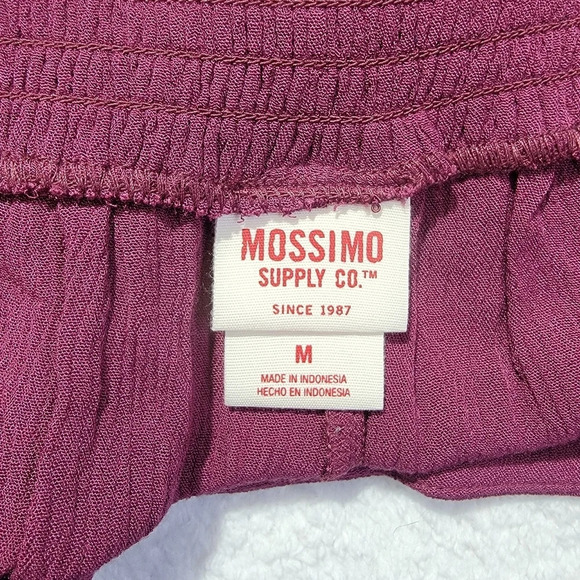 MOSSIMO
SUPPLY CO.™
SINCE 1987
M
MADE IN INDONESIA
HECHO EN INDONESIA